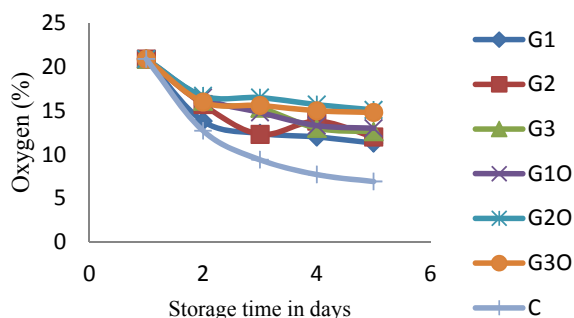 25
20
15
10
5
0
Oxygen (%)
0 2 4 6
Storage time in days
G1
G2
G3
G1O
G2O
G3O
C